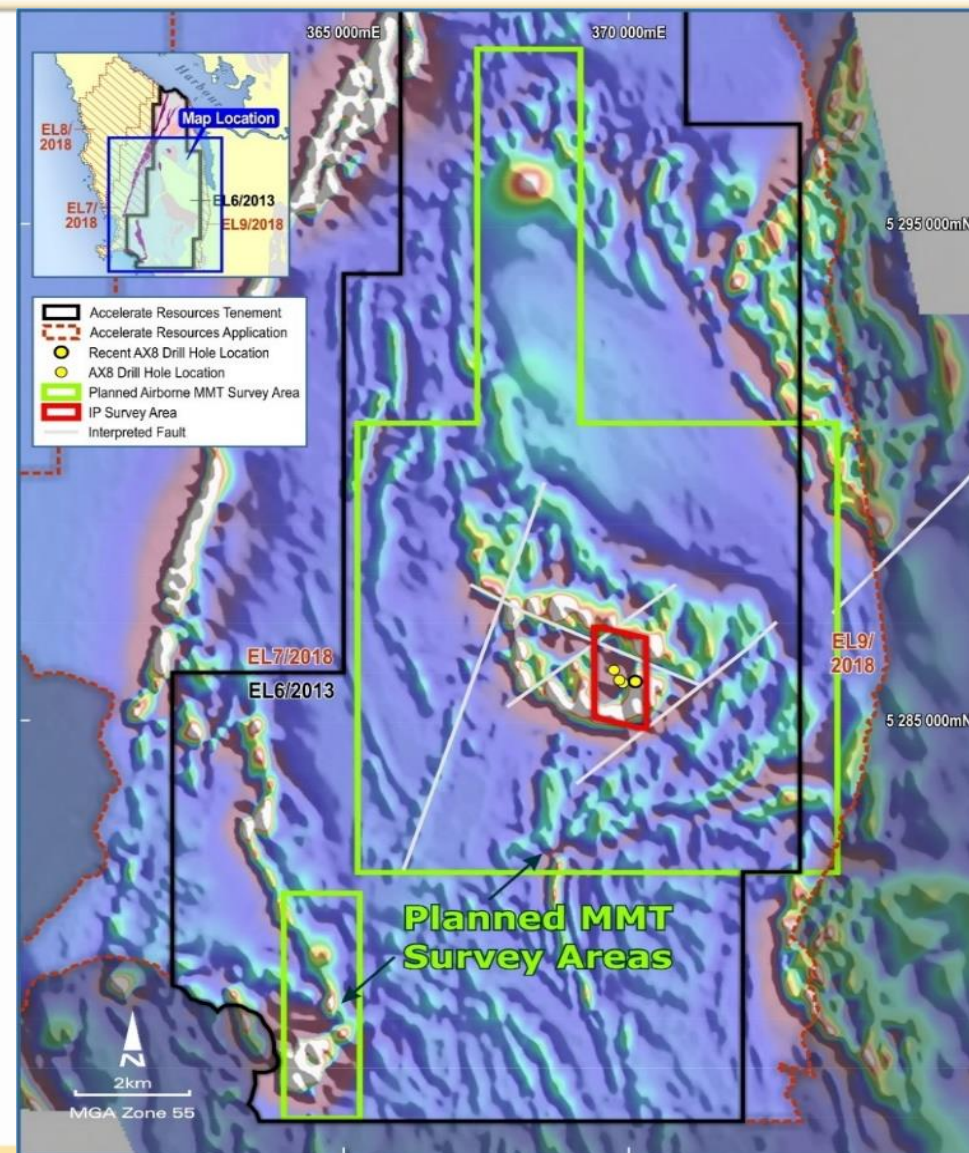 365 000mE
370 000mE
Harbour
Map Location
EL8/
2018
EL7/
2018
EL6/2013
EL9/2018
5 295 000mN
Accelerate Resources Tenement
Accelerate Resources Application
Recent AX8 Drill Hole Location
AX8 Drill Hole Location
Planned Airborne MMT Survey Area
IP Survey Area
Interpreted Fault
EL7/2018
EL6/2013
EL9/
2018
5 285 000mN
Planned MMT
Survey Areas
N
2km
MGA Zone 55